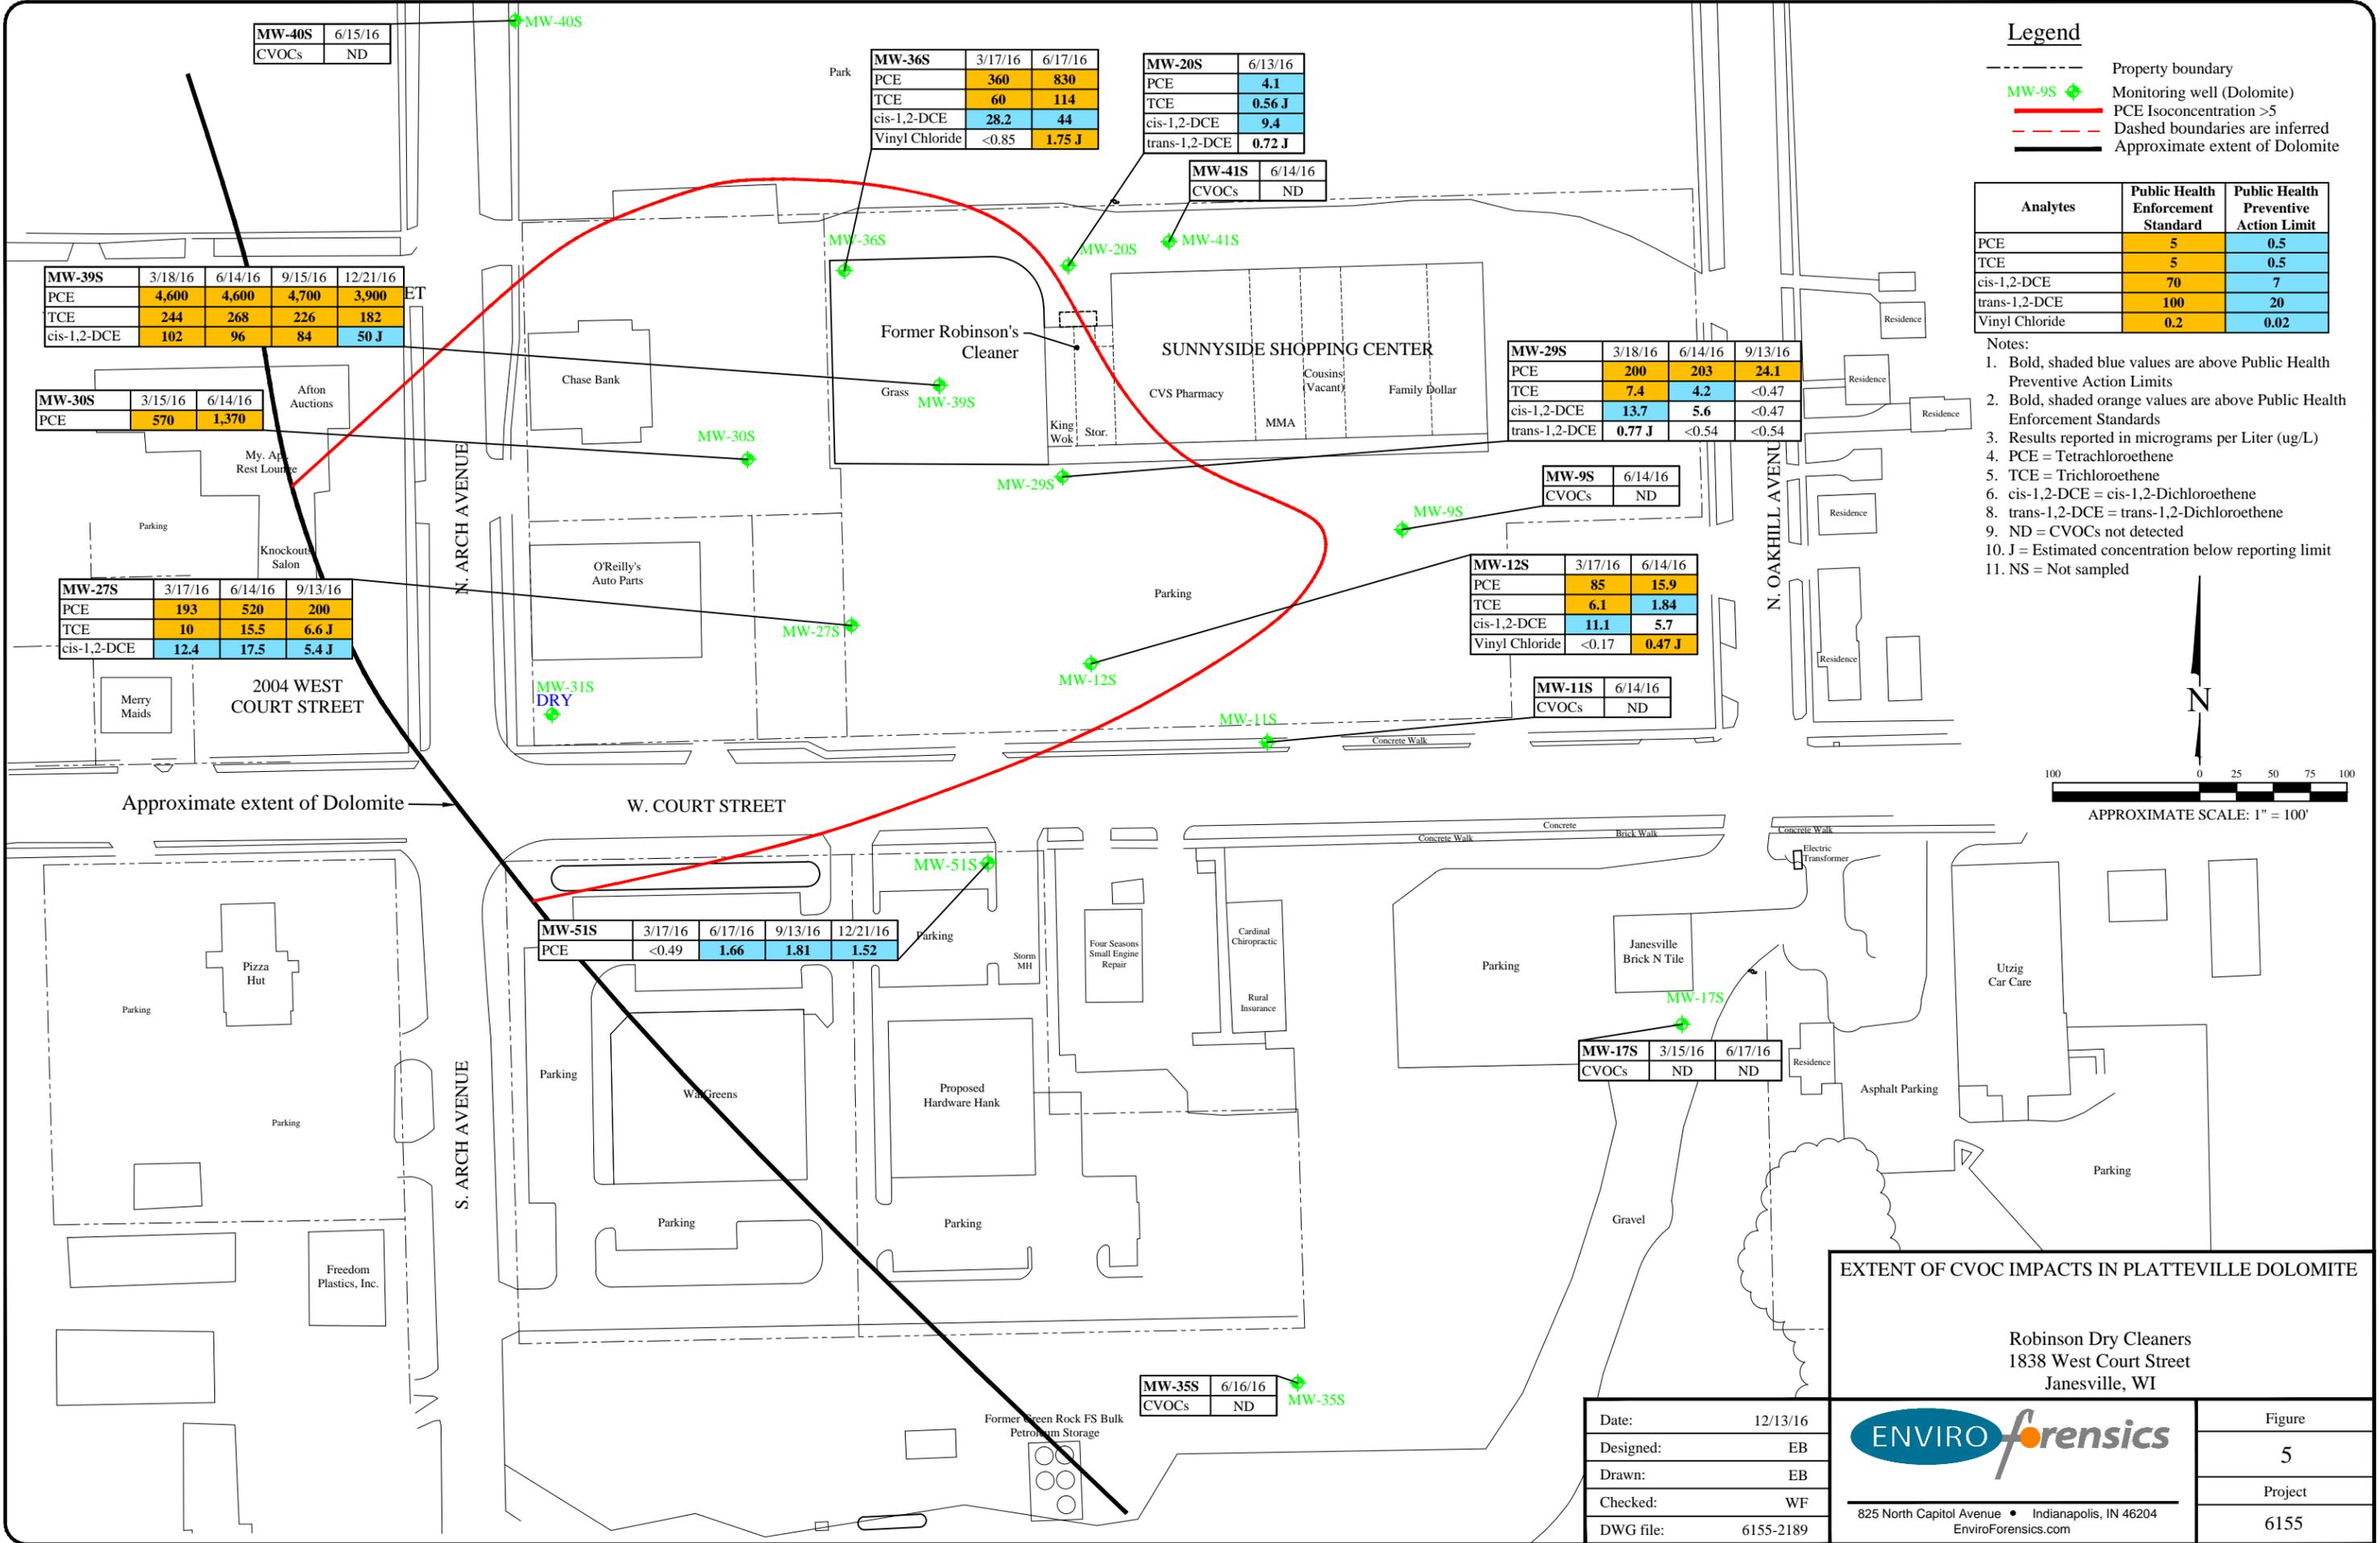 MW-40S
MW-40S 6/15/16
CVOCs ND
Park
MW-36S 3/17/16 6/17/16
PCE 360 830
TCE 60 114
cis-1,2-DCE 28.2 44
Vinyl Chloride <0.85 1.75 J
MW-20S 6/13/16
PCE 4.1
TCE 0.56 J
cis-1,2-DCE 9.4
trans-1,2-DCE 0.72 J
MW-41S 6/14/16
CVOCs ND
Legend
Property boundary
MW-9S Monitoring well (Dolomite)
PCE Isoconcentration >5
Dashed boundaries are inferred
Approximate extent of Dolomite
Analytes Public Health Enforcement Standard Public Health Preventive Action Limit
PCE 5 0.5
TCE 5 0.5
cis-1,2-DCE 70 7
trans-1,2-DCE 100 20
Vinyl Chloride 0.2 0.02
Notes:
1. Bold, shaded blue values are above Public Health
Preventive Action Limits
2. Bold, shaded orange values are above Public Health
Enforcement Standards
3. Results reported in micrograms per Liter (ug/L)
4. PCE = Tetrachloroethene
5. TCE = Trichloroethene
6. cis-1,2-DCE = cis-1,2-Dichloroethene
8. trans-1,2-DCE = trans-1,2-Dichloroethene
9. ND = CVOCs not detected
10. J = Estimated concentration below reporting limit
11. NS = Not sampled
MW-36S
MW-20S
MW-41S
MW-39S 3/18/16 6/14/16 9/15/16 12/21/16
PCE 4,600 4,600 4,700 3,900
TCE 244 268 226 182
cis-1,2-DCE 102 96 84 50 J
ET
Former Robinson's
Cleaner
SUNNYSIDE SHOPPING CENTER
Chase Bank
Grass
MW-39S
CVS Pharmacy
Cousins
(Vacant)
Family Dollar
MMA
King
Wok
Stor.
Residence
Residence
Residence
Residence
Residence
MW-29S 3/18/16 6/14/16 9/13/16
PCE 200 203 24.1
TCE 7.4 4.2 <0.47
cis-1,2-DCE 13.7 5.6 <0.47
trans-1,2-DCE 0.77 J <0.54 <0.54
Afton
Auctions
MW-30S 3/15/16 6/14/16
PCE 570 1,370
MW-30S
My. Ap.
Rest Lounge
MW-29S
MW-9S 6/14/16
CVOCs ND
MW-9S
Parking
Knockouts
Salon
N. ARCH AVENUE
N. OAKHILL AVENU
O'Reilly's
Auto Parts
Parking
MW-12S 3/17/16 6/14/16
PCE 85 15.9
TCE 6.1 1.84
cis-1,2-DCE 11.1 5.7
Vinyl Chloride <0.17 0.47 J
MW-27S 3/17/16 6/14/16 9/13/16
PCE 193 520 200
TCE 10 15.5 6.6 J
cis-1,2-DCE 12.4 17.5 5.4 J
MW-27S
MW-12S
MW-31S
DRY
Merry
Maids
2004 WEST
COURT STREET
MW-11S 6/14/16
CVOCs ND
MW-11S
Concrete Walk
N
100 0 25 50 75 100
APPROXIMATE SCALE: 1" = 100'
Approximate extent of Dolomite
W. COURT STREET
Concrete
Concrete Walk
Brick Walk
Concrete Walk
Electric
Transformer
MW-51S
MW-51S 3/17/16 6/17/16 9/13/16 12/21/16
PCE <0.49 1.66 1.81 1.52
Parking
Storm
MH
Four Seasons
Small Engine
Repair
Cardinal
Chiropractic
Rural
Insurance
Parking
Janesville
Brick N Tile
Utzig
Car Care
Pizza
Hut
Parking
MW-17S
MW-17S 3/15/16 6/17/16
CVOCs ND ND
Residence
Asphalt Parking
Parking
WalGreens
Proposed
Hardware Hank
Parking
S. ARCH AVENUE
Parking
Parking
Parking
Gravel
Freedom
Plastics, Inc.
MW-35S 6/16/16
CVOCs ND
MW-35S
Former Green Rock FS Bulk
Petroleum Storage
EXTENT OF CVOC IMPACTS IN PLATTEVILLE DOLOMITE
Robinson Dry Cleaners
1838 West Court Street
Janesville, WI
Date: 12/13/16
Designed: EB
Drawn: EB
Checked: WF
DWG file: 6155-2189
ENVIRO forensics
825 North Capitol Avenue • Indianapolis, IN 46204
EnviroForensics.com
Figure
5
Project
6155